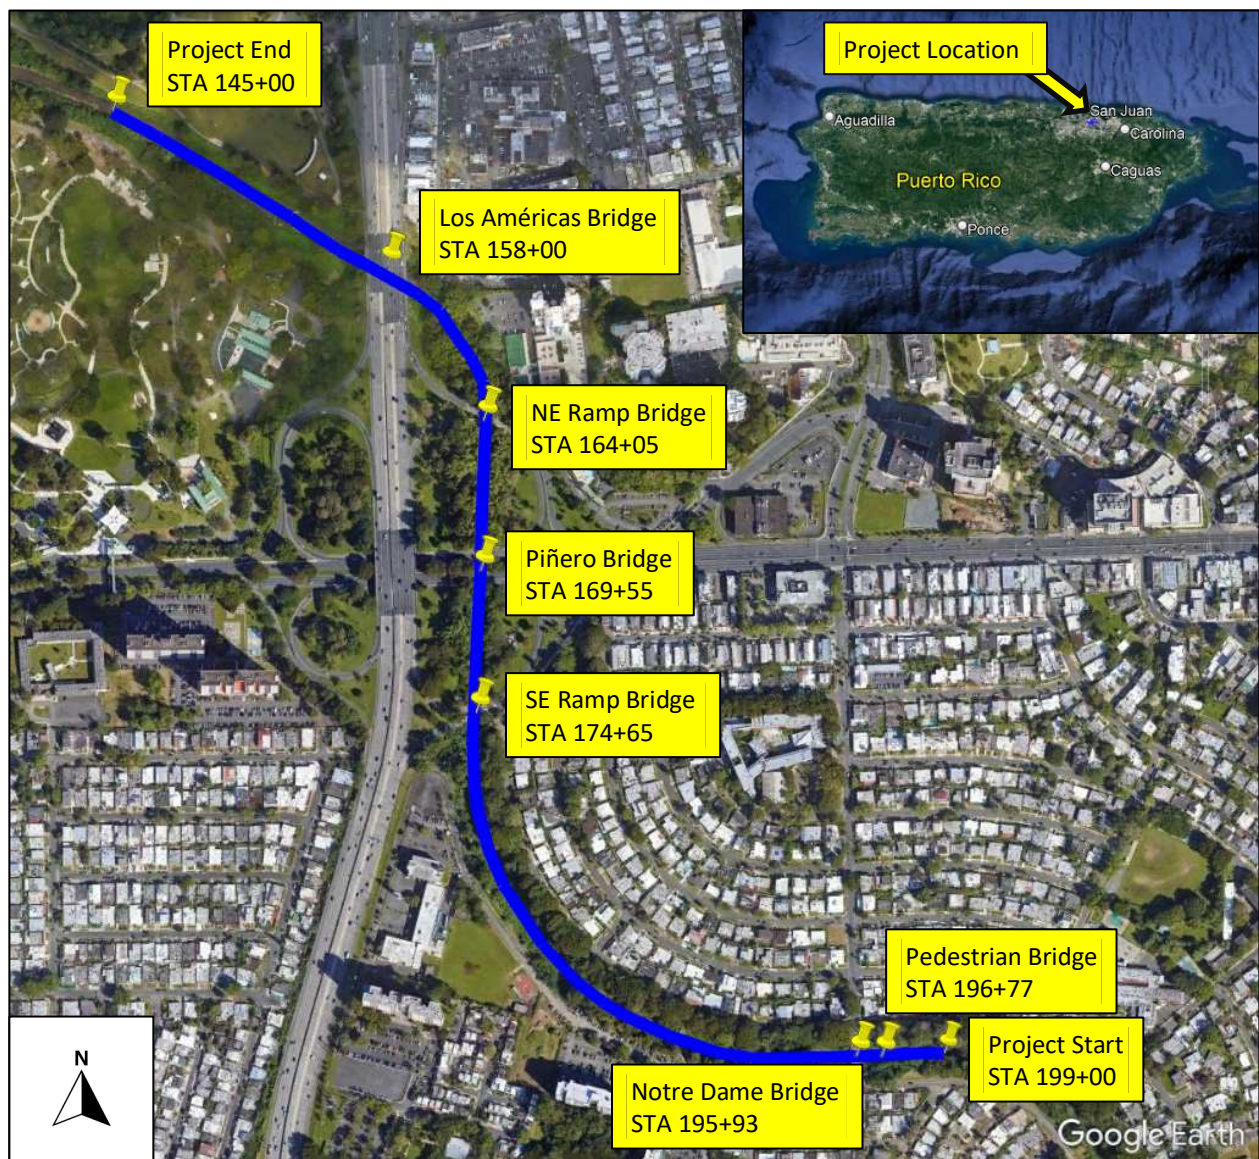 Project End
STA 145+00
Project Location
San Juan
Aguadilla
Carolina
Caguas
Puerto Rico
Ponce
Los Américas Bridge
STA 158+00
NE Ramp Bridge
STA 164+05
Piñero Bridge
STA 169+55
SE Ramp Bridge
STA 174+65
Pedestrian Bridge
STA 196+77
Project Start
STA 199+00
Notre Dame Bridge
STA 195+93
N
Google Earth